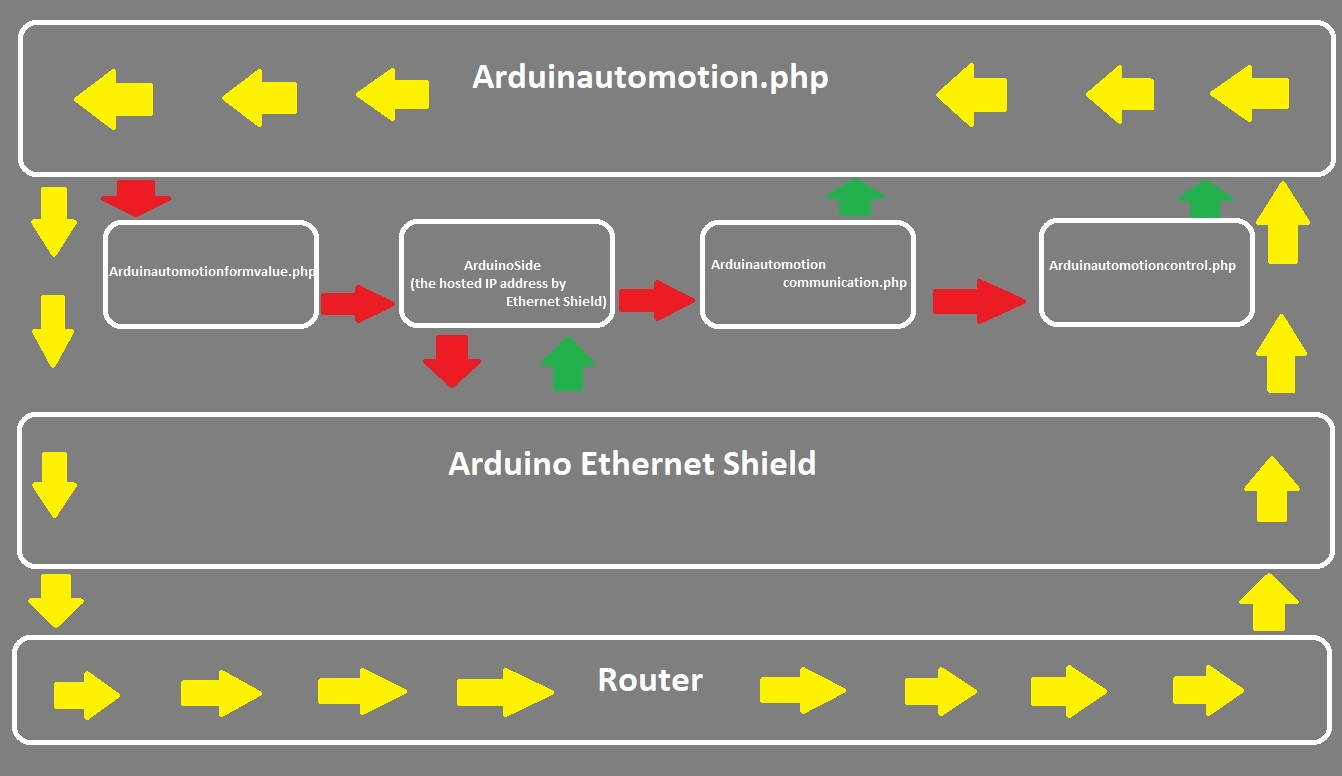 Arduinautomotion.php
Arduinautomotionformvalue.php
ArduinoSide
(the hosted IP address by
Ethernet Shield)
Arduinautomotion
communication.php
Arduinautomotioncontrol.php
Arduino Ethernet Shield
Router